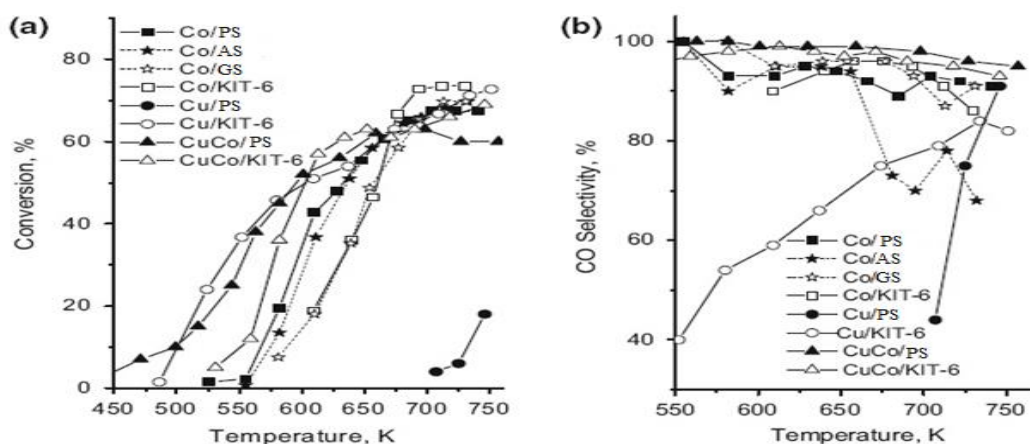 (a)
Conversion, %
80
60
40
20
0
Co/PS
Co/AS
Co/GS
Co/KIT-6
Cu/PS
Cu/KIT-6
CuCo/PS
CuCo/KIT-6
450 500 550 600 650 700 750
Temperature, K
(b)
CO Selectivity, %
100
80
60
40
Co/PS
Co/AS
Co/GS
Co/KIT-6
Cu/PS
Cu/KIT-6
CuCo/PS
CuCo/KIT-6
550 600 650 700 750
Temperature, K